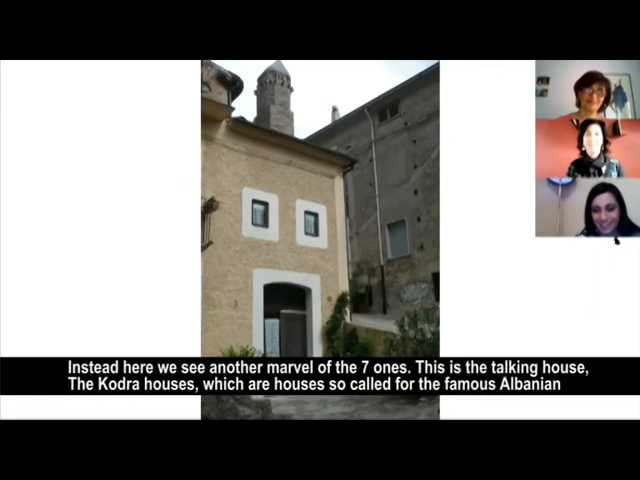 Instead here we see another marvel of the 7 ones. This is the talking house,
The Kodra houses, which are houses so called for the famous Albanian